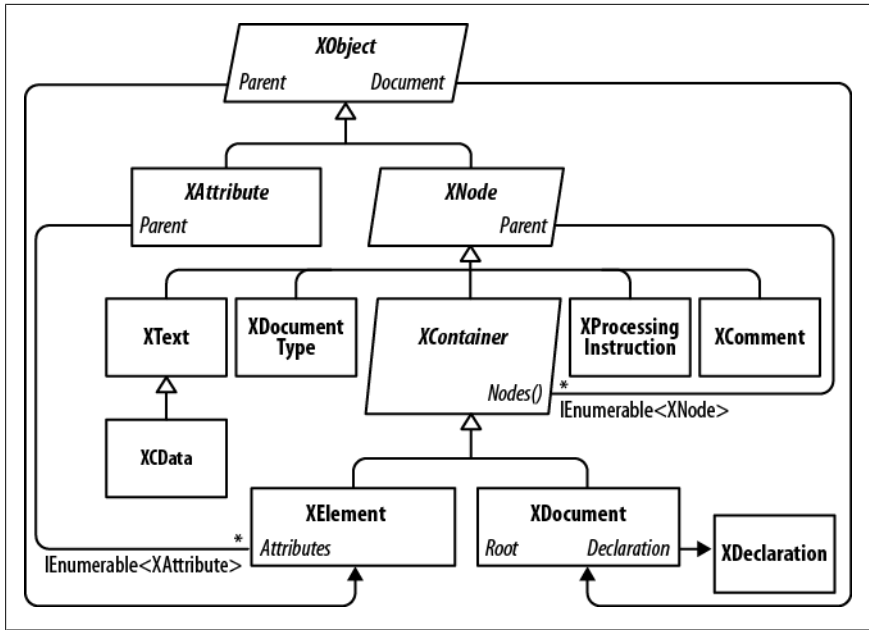 XObject
Parent Document
XAttribute
Parent
XNode
Parent
XText
XDocument
Type
XContainer
Nodes()
XProcessing
Instruction
XComment
*
IEnumerable<XNode>
XCData
XElement
Attributes
*
IEnumerable<XAttribute>
XDocument
Root Declaration
XDeclaration